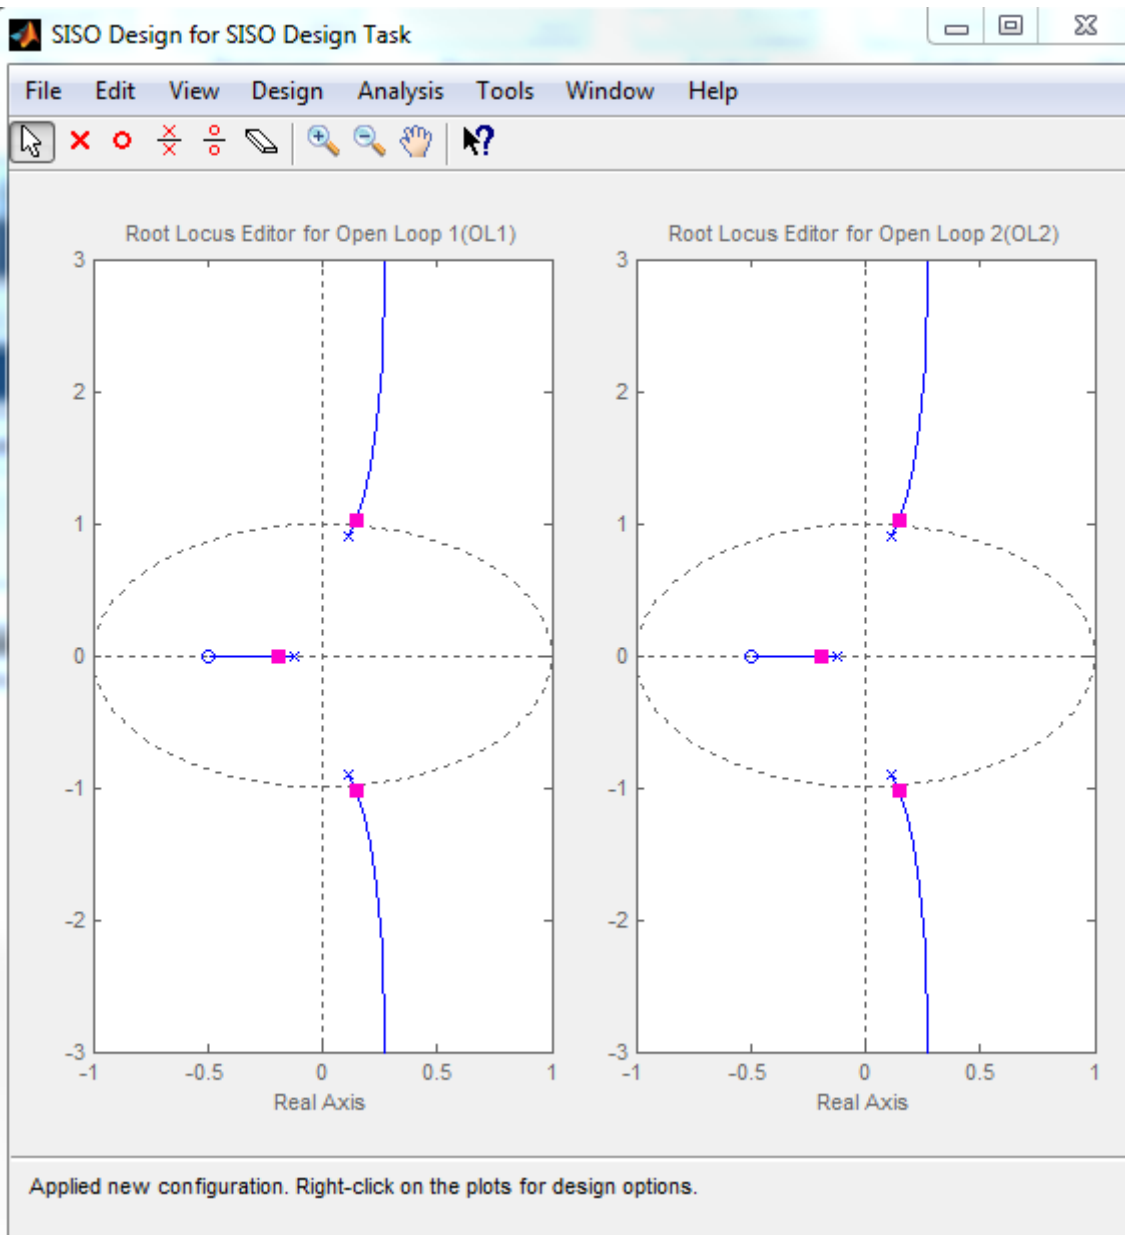 SISO Design for SISO Design Task
File Edit View Design Analysis Tools Window Help
Root Locus Editor for Open Loop 1(OL1)
3
2
1
0
-1
-2
-3
-1 -0.5 0 0.5 1
Real Axis
Root Locus Editor for Open Loop 2(OL2)
3
2
1
0
-1
-2
-3
-1 -0.5 0 0.5 1
Real Axis
Applied new configuration. Right-click on the plots for design options.